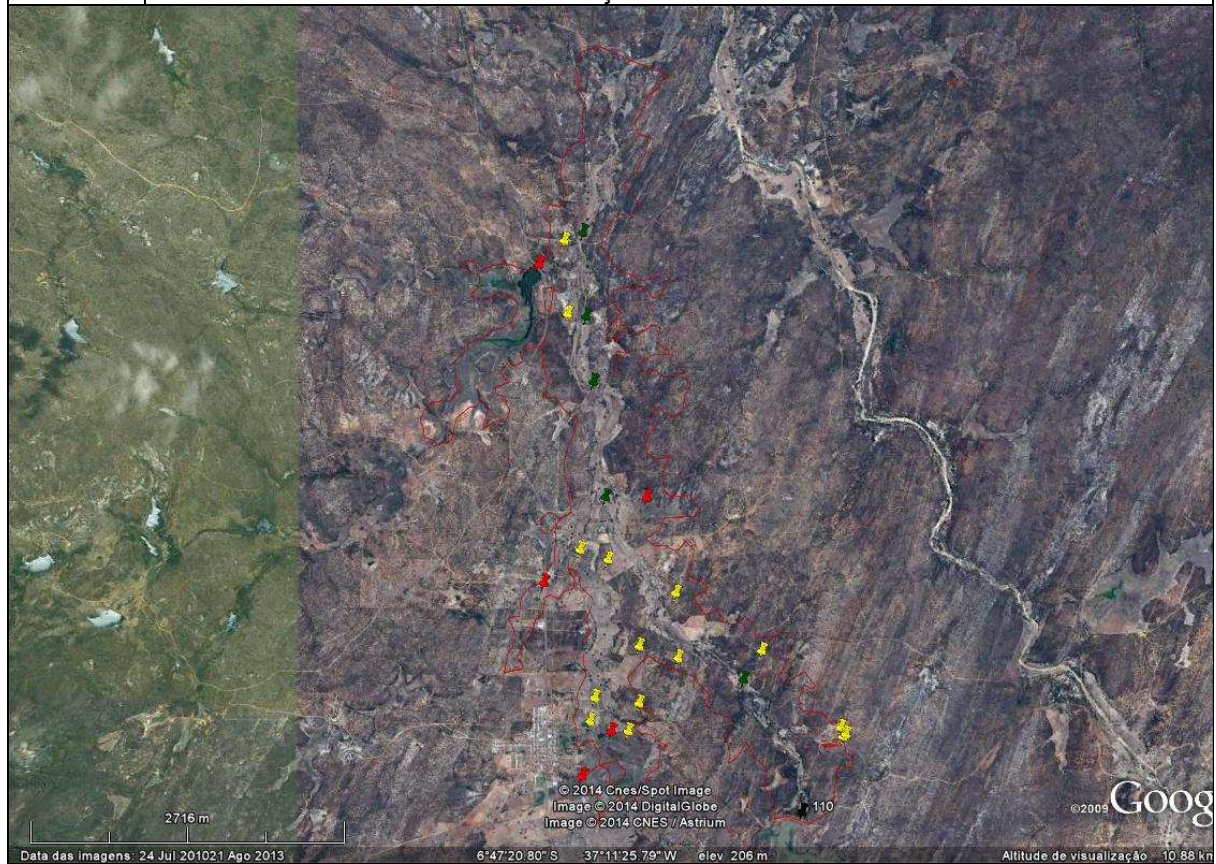 110
© 2014 Cnes/Spot Image
Image © 2014 DigitalGlobe
Image © 2014 CNES / Astrium
©2009 Goog
2716 m
Data das imagens: 24 Jul 201021 Ago 2013 6°47'20.80" S 37°11'25.79" W elev 206 m Altitude de visualização 10.88 km